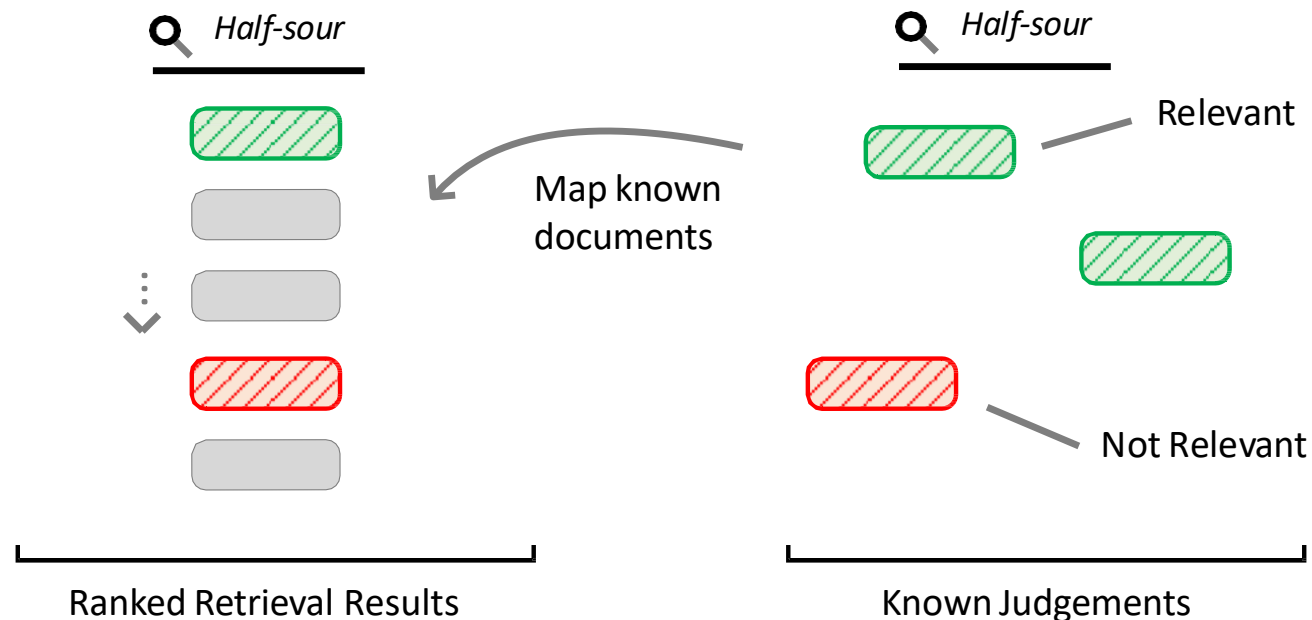 Half-sour
Half-sour
Relevant
Map known
documents
Not Relevant
Ranked Retrieval Results
Known Judgements